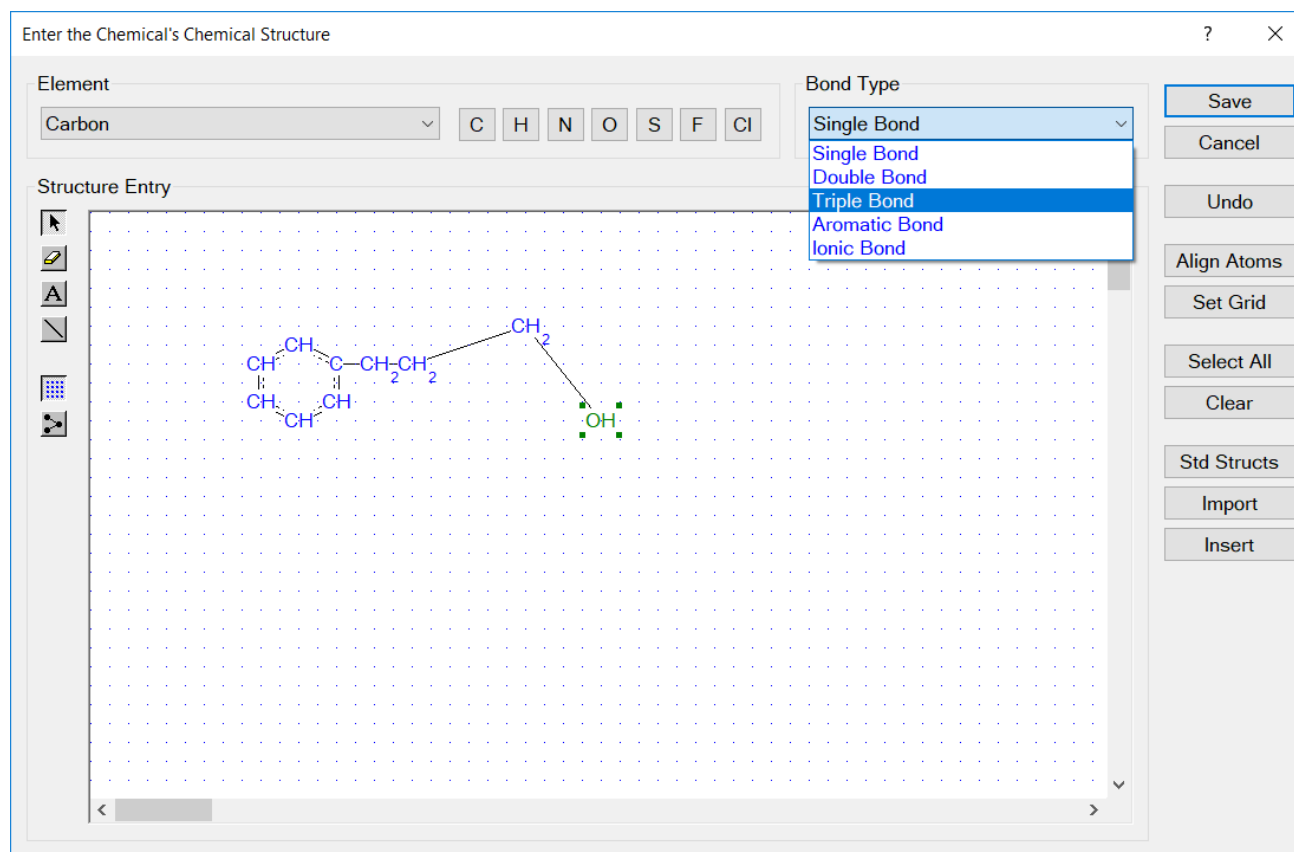 Enter the Chemical's Chemical Structure ?
Element
Carbon
C H N O S F Cl
Bond Type
Single Bond
Single Bond
Double Bond
Triple Bond
Aromatic Bond
Ionic Bond
Save
Cancel
Undo
Align Atoms
Set Grid
Select All
Clear
Std Structs
Import
Insert
Structure Entry
A
CH2
CH
CH C CH2 CH2
CH CH
CH OH